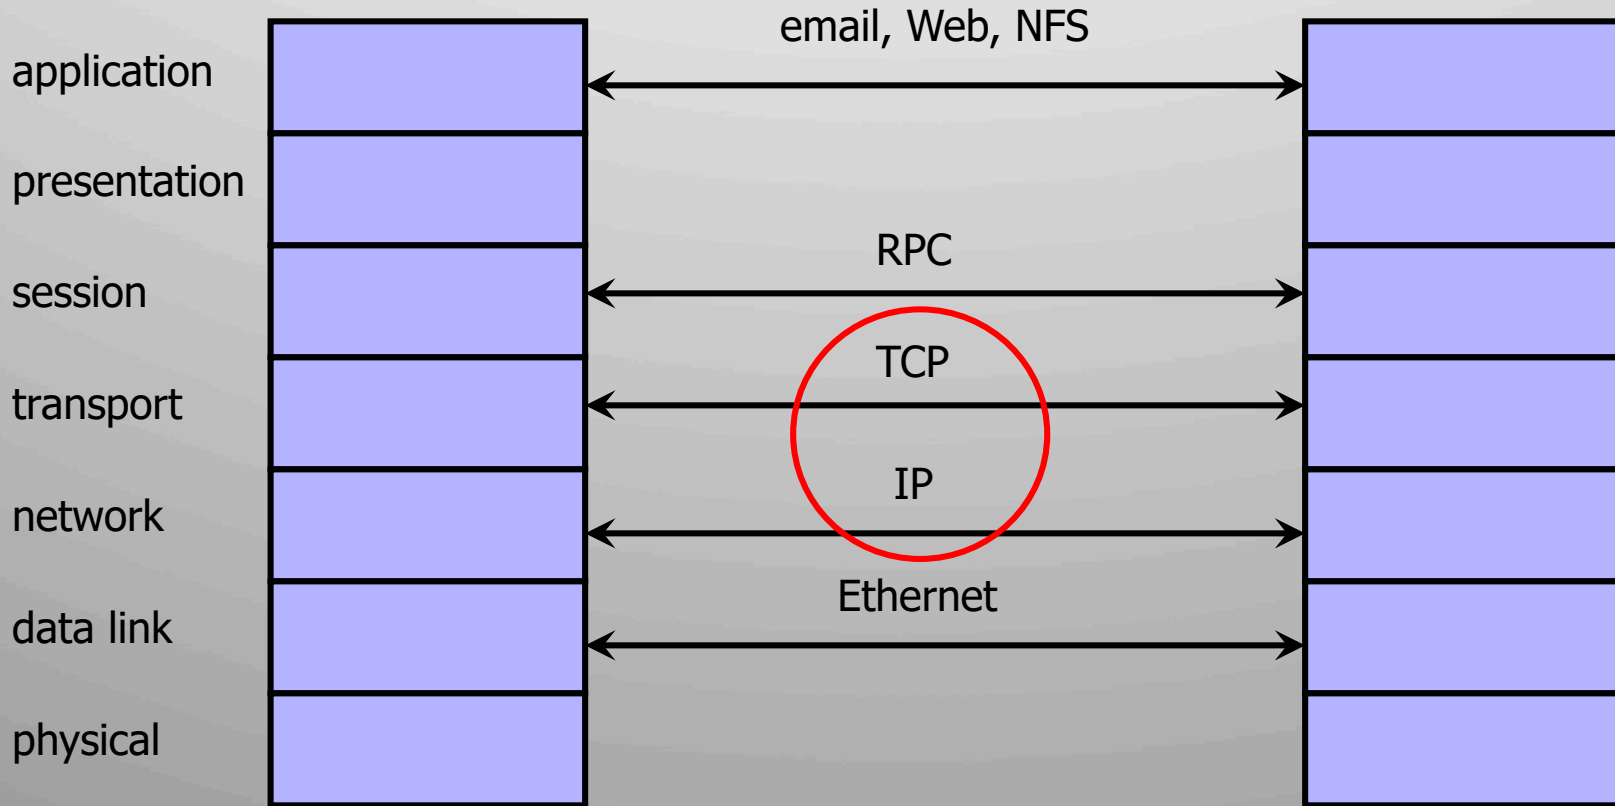 email, Web, NFS
application
presentation
RPC
session
TCP
transport
IP
network
Ethernet
data link
physical